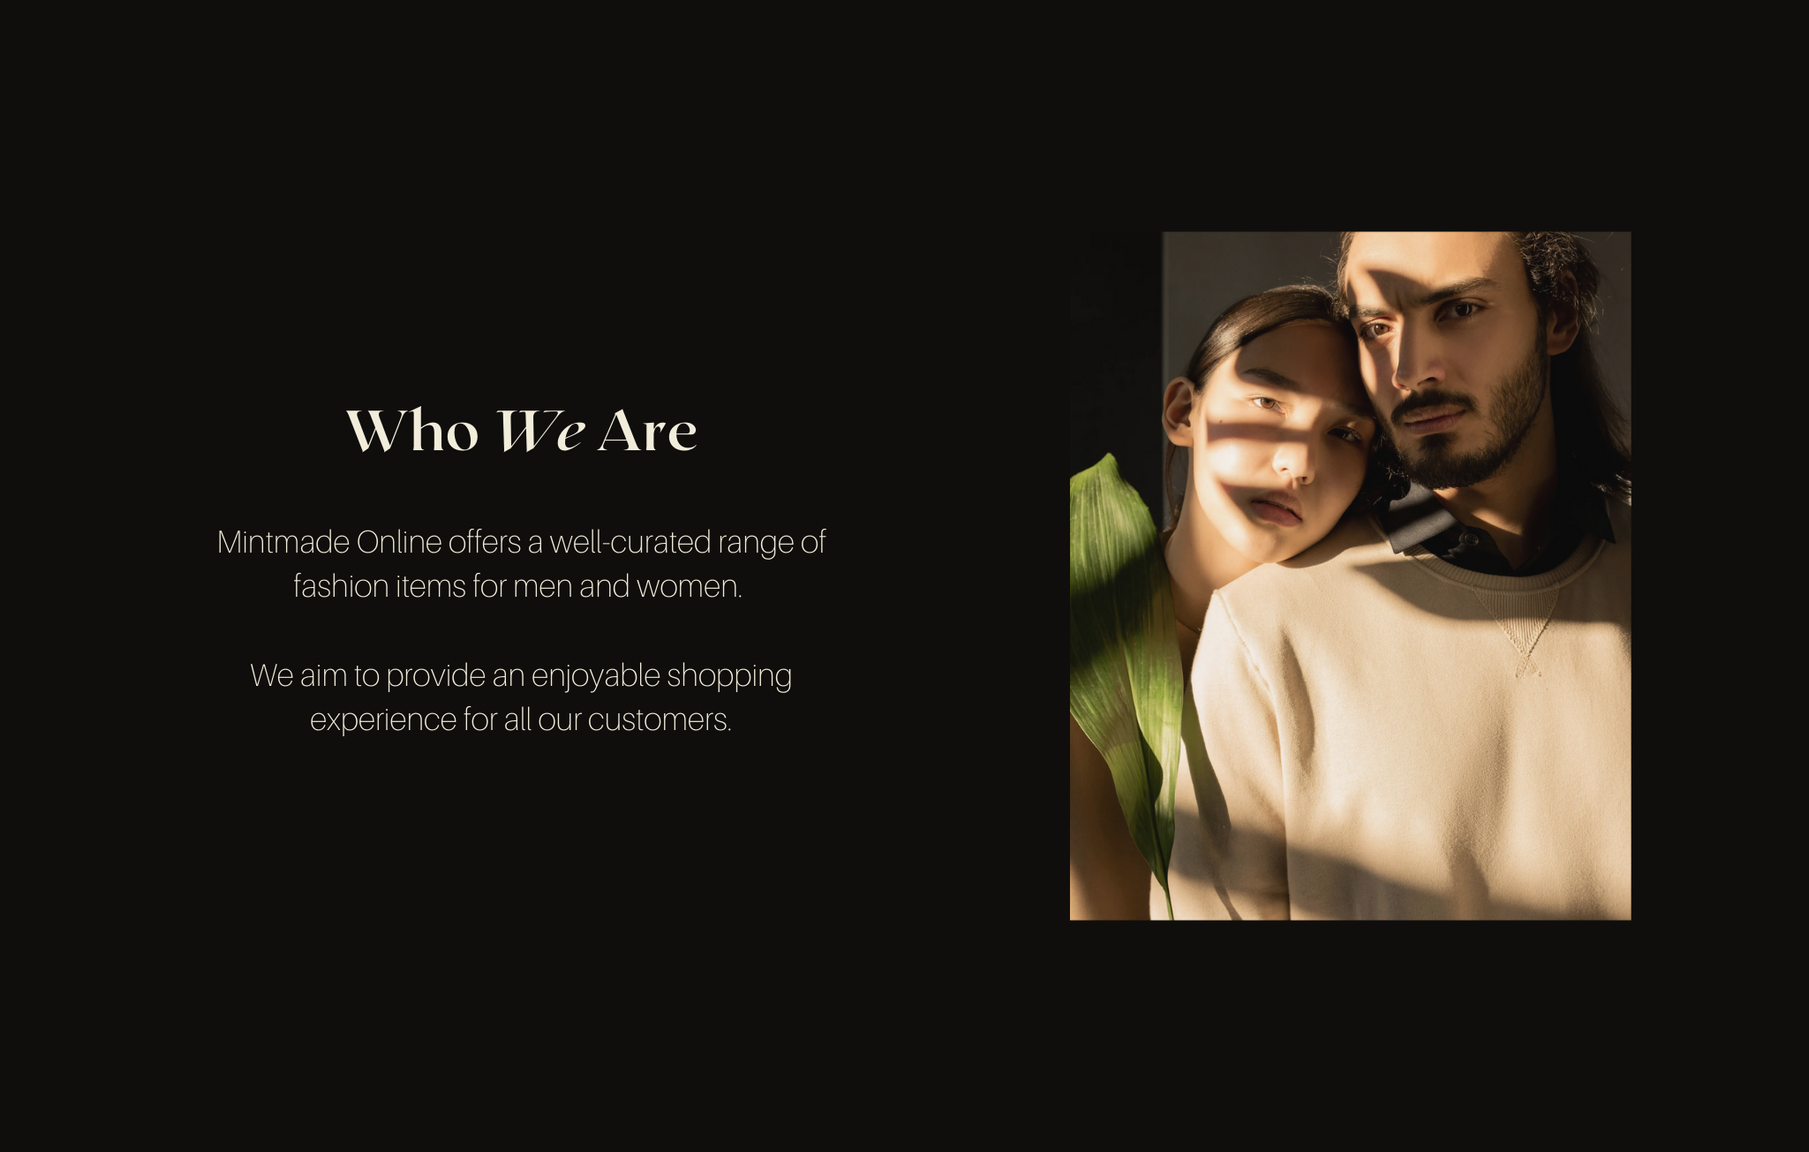 Who We Are
Mintmade Online offers a well-curated range of
fashion items for men and women.
We aim to provide an enjoyable shopping
experience for all our customers.